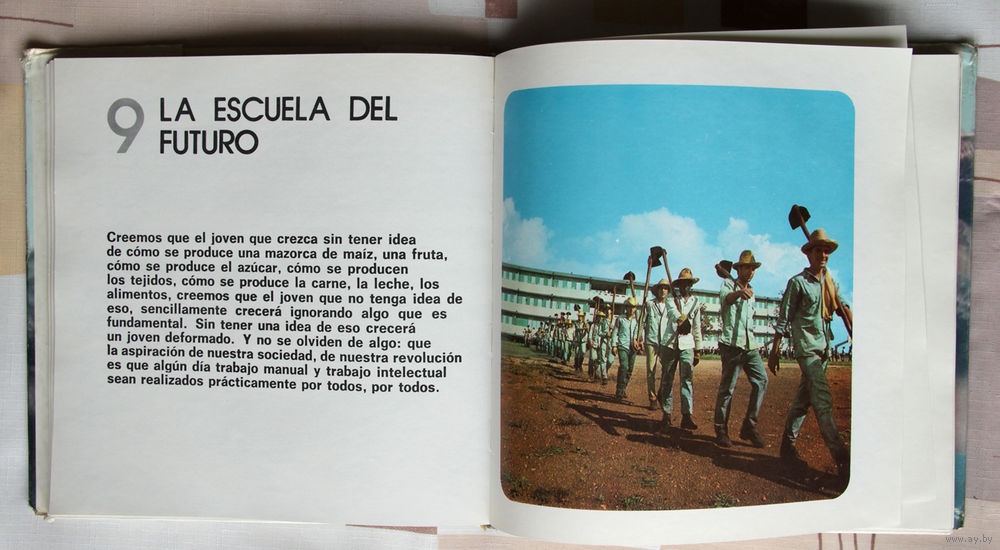 9 LA ESCUELA DEL
FUTURO
Creemos que el joven que crezca sin tener idea
de cómo se produce una mazorca de maíz, una fruta,
cómo se produce el azúcar, cómo se producen
los tejidos, cómo se produce la carne, la leche, los
alimentos, creemos que el joven que no tenga idea de
eso, sencillamente crecerá ignorando algo que es
fundamental. Sin tener una idea de eso crecerá
un joven deformado. Y no se olviden de algo: que
la aspiración de nuestra sociedad, de nuestra revolución
es que algún día trabajo manual y trabajo intelectual
sean realizados prácticamente por todos, por todos.
www.ay.by